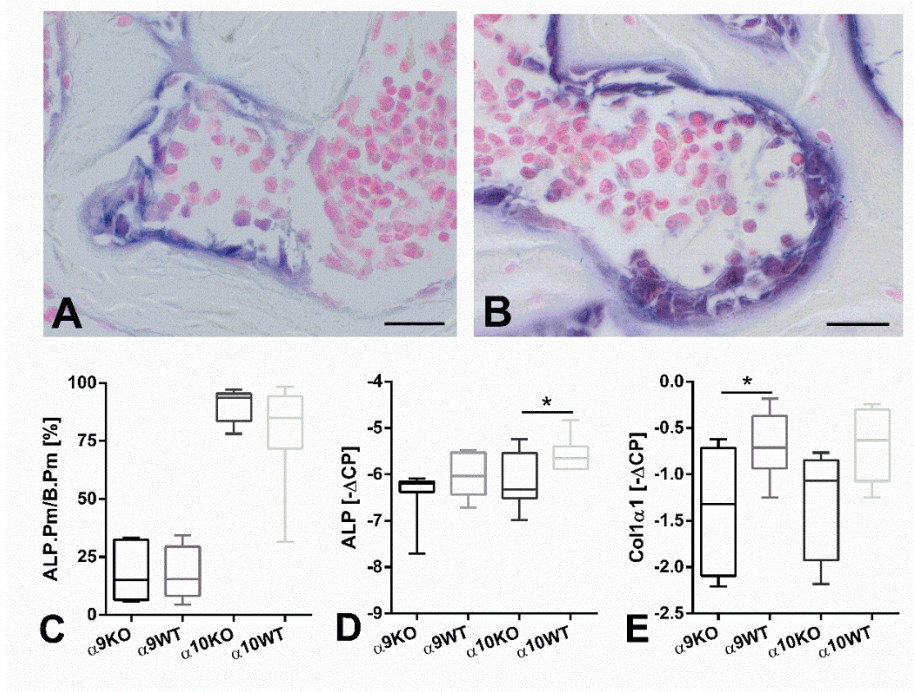 A
B
C
ALP.Pm/B.Pm [%]
100
75
50
25
0
α9KO
α9WT
α10KO
α10WT
D
ALP [-ΔCP]
-4
-5
-6
-7
-8
-9
*
α9KO
α9WT
α10KO
α10WT
E
Col1α1 [-ΔCP]
0.0
-0.5
-1.0
-1.5
-2.0
-2.5
*
α9KO
α9WT
α10KO
α10WT